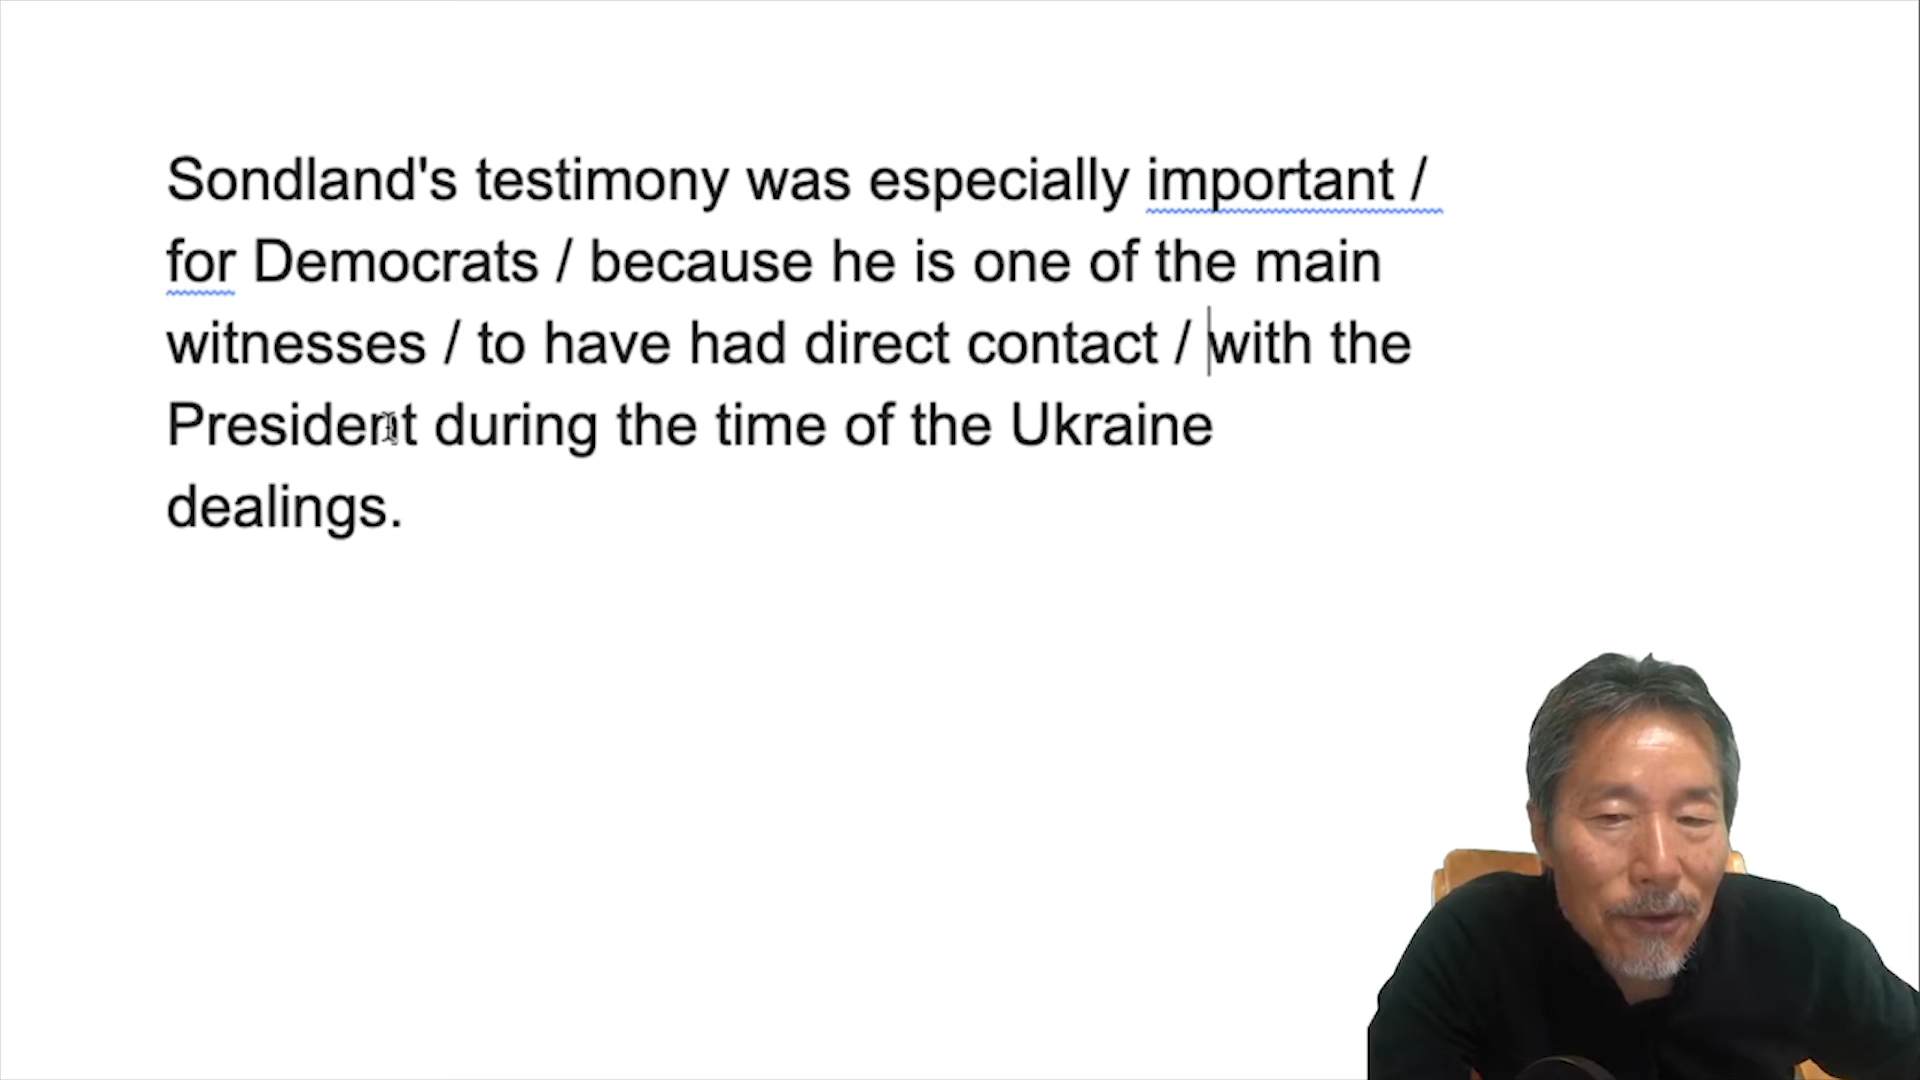 Sondland's testimony was especially important /
for Democrats / because he is one of the main
witnesses / to have had direct contact / with the
President during the time of the Ukraine
dealings.